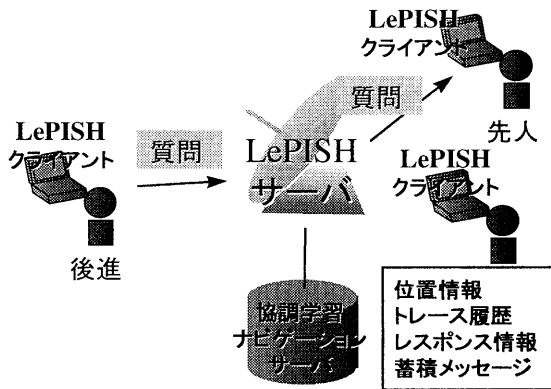 LePISH
クライアント
質問
先人
LePISH
クライアント
質問
LePISH
サーバ
LePISH
クライアント
後進
協調学習
ナビゲーション
サーバ
位置情報
トレース履歴
レスポンス情報
蓄積メッセージ